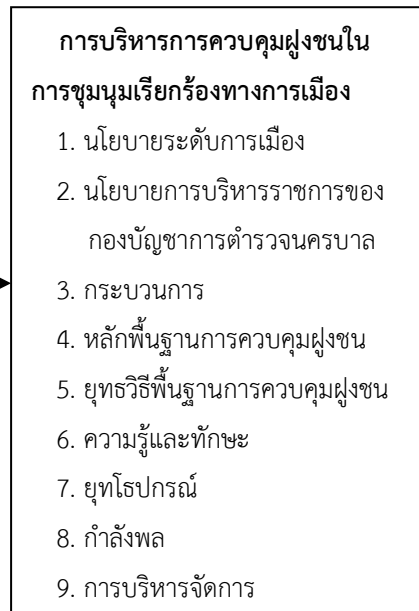 การบริหารการควบคุมฝูงชนใน
การชุมนุมเรียกร้องทางการเมือง
1. นโยบายระดับการเมือง
2. นโยบายการบริหารราชการของ
กองบัญชาการตำรวจนครบาล
3. กระบวนการ
4. หลักพื้นฐานการควบคุมฝูงชน
5. ยุทธวิธีพื้นฐานการควบคุมฝูงชน
6. ความรู้และทักษะ
7. ยุทโธปกรณ์
8. กำลังพล
9. การบริหารจัดการ